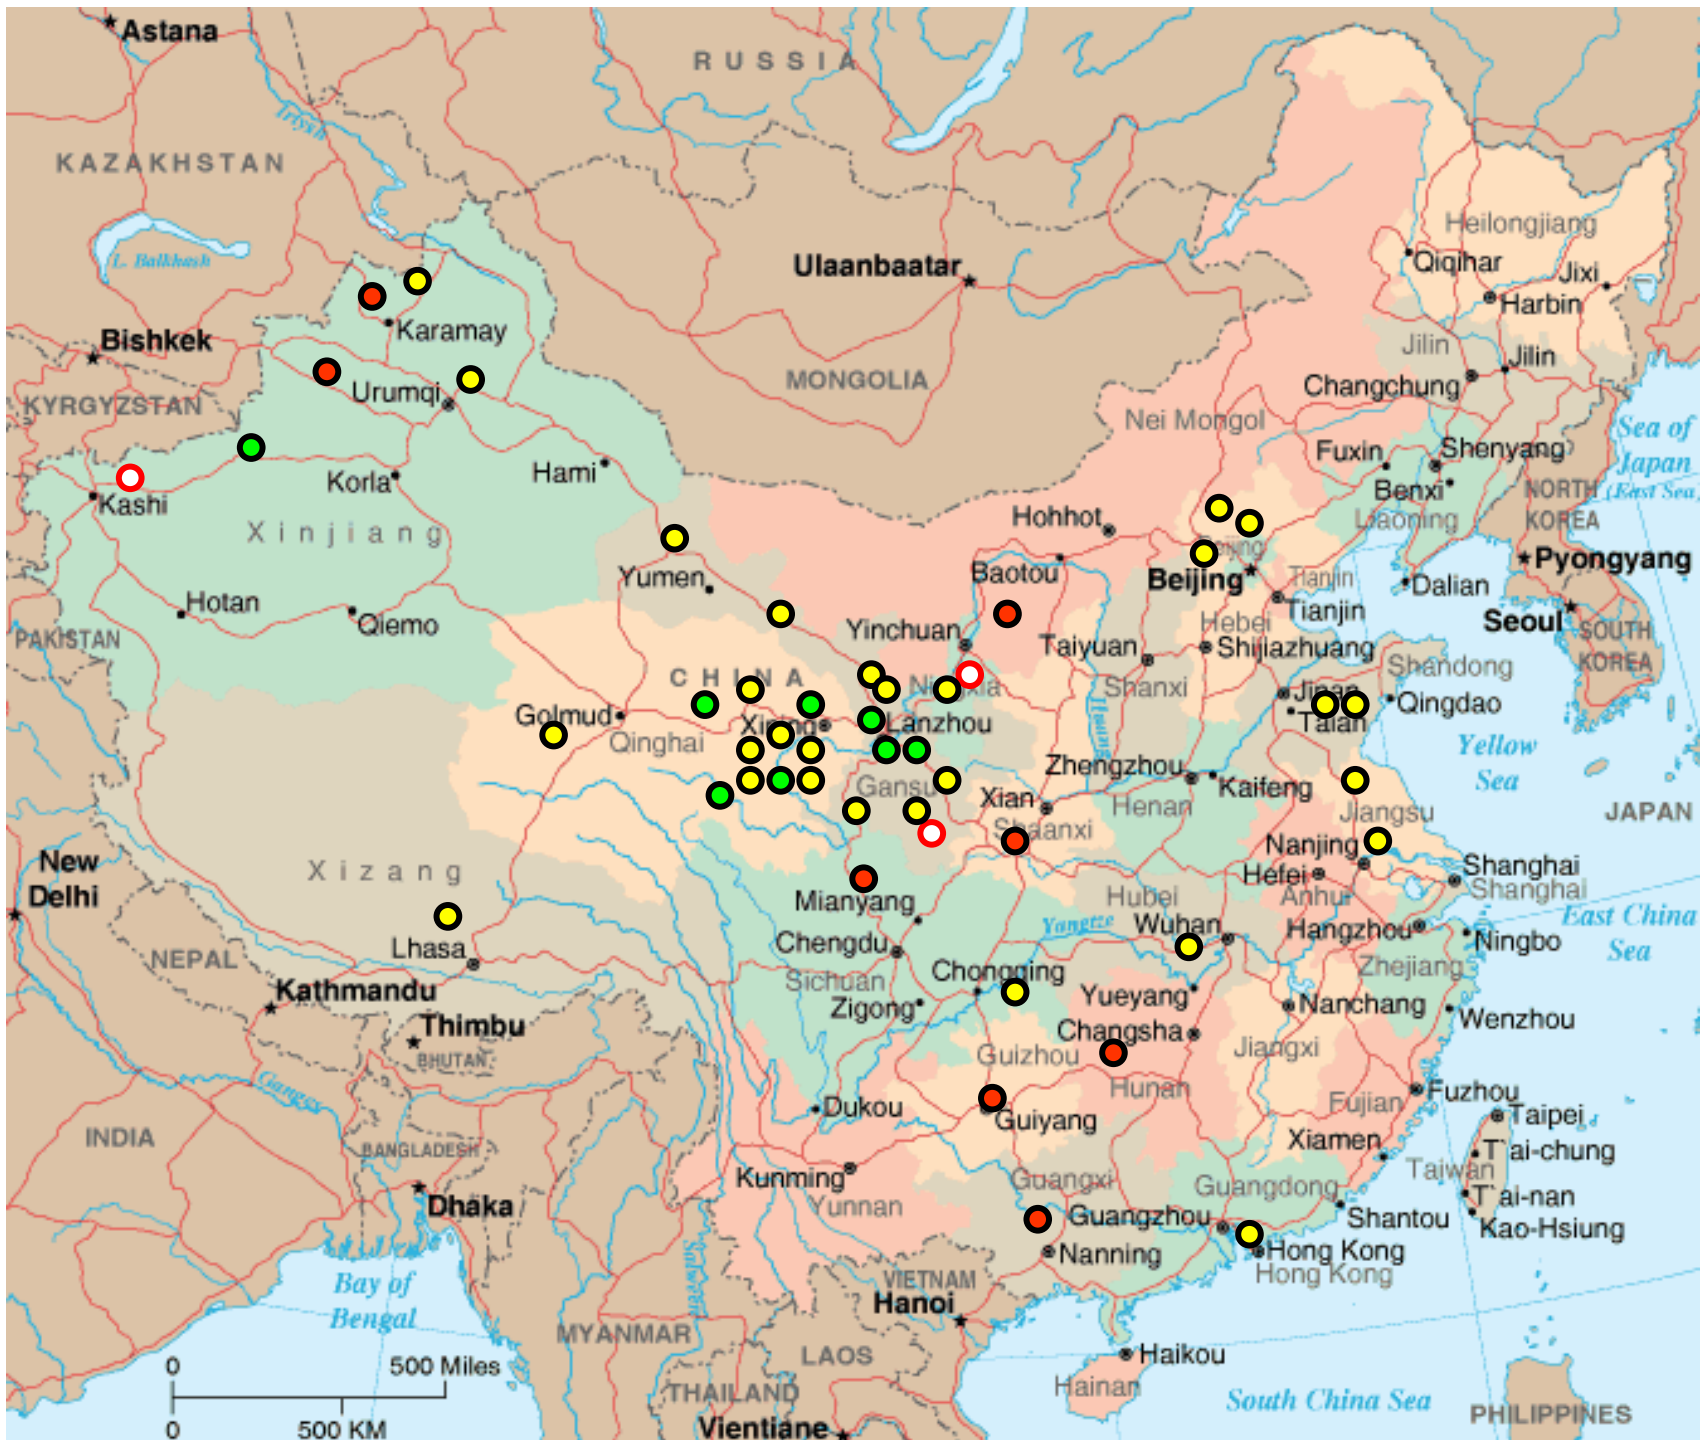 Astana
RUSSIA
Irtysh
KAZAKHSTAN
L. Balkhash
Heilongjiang
Qiqihar
Jixi
Ulaanbaatar
Harbin
Karamay
Bishkek
Jilin
Jilin
MONGOLIA
Changchung
Urumqi
KYRGYZSTAN
Nei Mongol
Sea of
Japan
(East Sea)
Fuxin
Shenyang
Benxi
NORTH
KOREA
Korla
Hami
Kashi
Xinjiang
Hohhot
Liaoning
Beijing
Beijing
Pyongyang
Baotou
Yumen
Tianjin
Tianjin
Dalian
Hotan
Qiemo
Seoul
SOUTH
KOREA
PAKISTAN
Yinchuan
Hebei
Taiyuan
Shijiazhuang
Shandong
CHINA
Ningxia
Shanxi
Jinan
Qingdao
Golmud
Xining
Lanzhou
Taian
Qinghai
Huang
Yellow
Sea
Zhengzhou
Kaifeng
Gansu
Xian
Henan
Jiangsu
JAPAN
Shaanxi
Nanjing
New
Delhi
Xizang
Hefei
Shanghai
Shanghai
Anhui
Mianyang
Hubei
Yangtze
Wuhan
Hangzhou
East China
Sea
Ningbo
Lhasa
Chengdu
NEPAL
Chongqing
Zhejiang
Sichuan
Kathmandu
Zigong
Yueyang
Nanchang
Wenzhou
Thimbu
BHUTAN
Changsha
Guizhou
Jiangxi
Ganges
Hunan
Dukou
Guiyang
Fujian
Fuzhou
Taipei
INDIA
BANGLADESH
Xiamen
T'ai-chung
Taiwan
Kunming
Guangxi
Guangdong
T'ai-nan
Dhaka
Yunnan
Guangzhou
Shantou
Kao-Hsiung
Nanning
Hong Kong
Hong Kong
Salween
Bay of
Bengal
VIETNAM
Hanoi
MYANMAR
LAOS
Haikou
0
500 Miles
Hainan
THAILAND
South China Sea
PHILIPPINES
0
500 KM
Vientiane